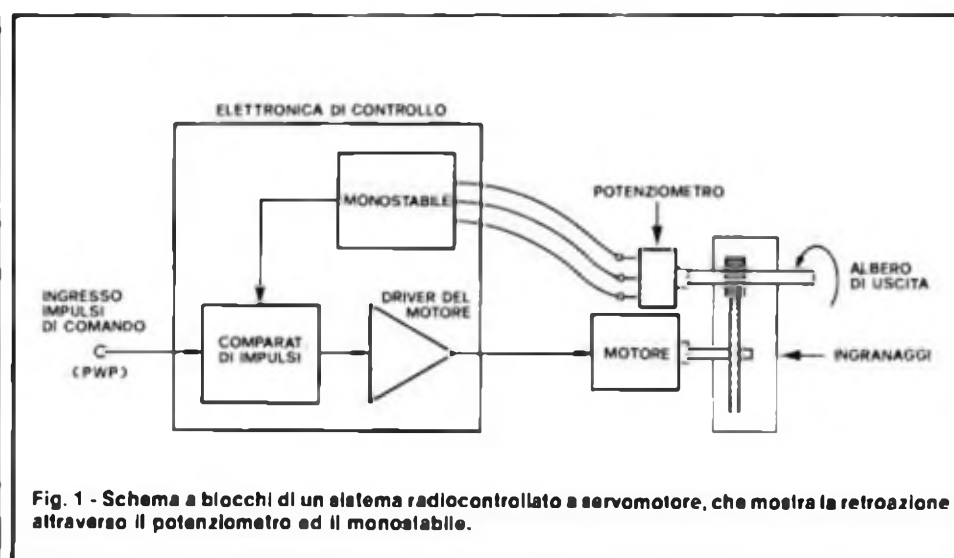 ELETTRONICA DI CONTROLLO
MONOSTABILE
POTENZIOMETRO
ALBERO
DI USCITA
INGRESSO
IMPULSI
DI COMANDO
(PWP)
COMPARAT
DI IMPULSI
DRIVER DEL
MOTORE
MOTORE
INGRANAGGI
Fig. 1 - Schema a blocchi di un sistema radiocontrollato a servomotore, che mostra la retroazione
attraverso il potenziometro ed il monostabile.